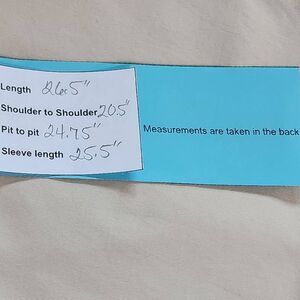 Length 26.5"
Shoulder to Shoulder 20.5"
Pit to pit 24.75"
Sleeve length 25.5"
Measurements are taken in the back